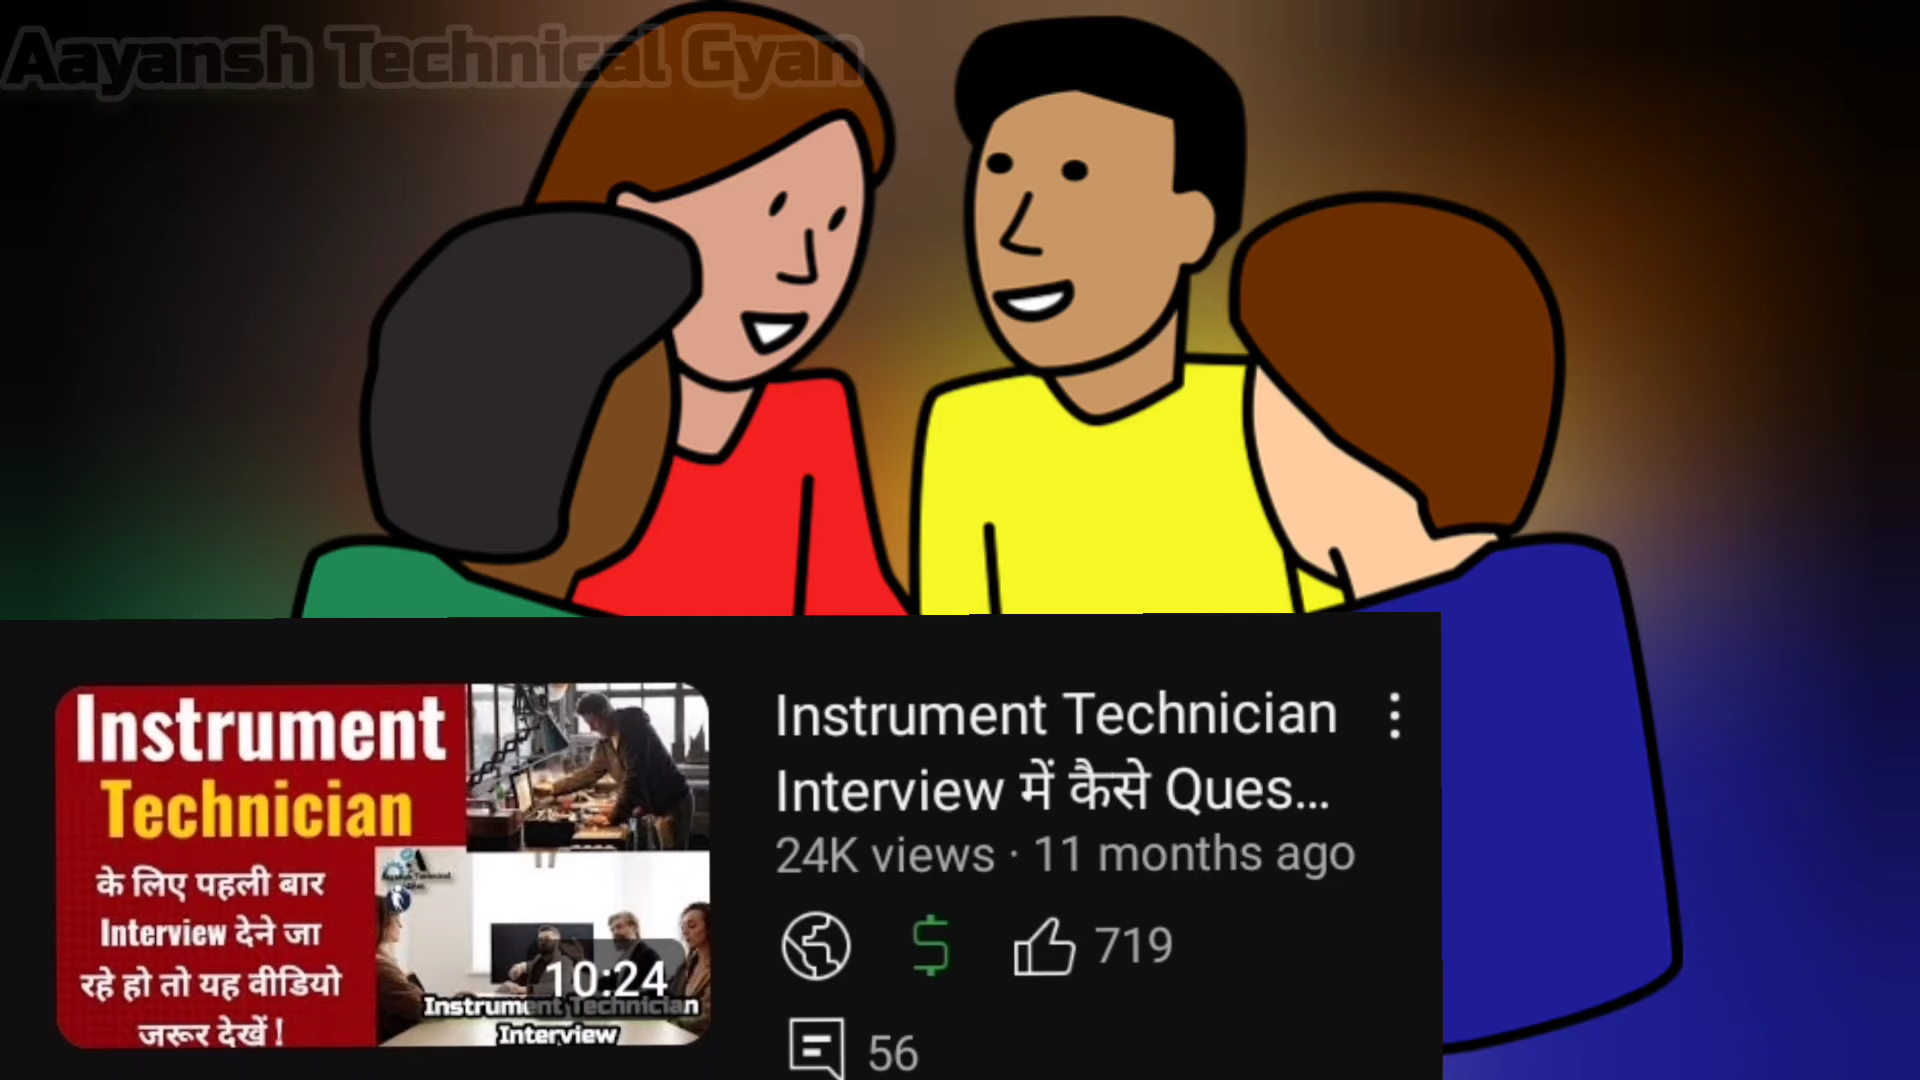 Aayansh Technical Gyan
Instrument
Technician
के लिए पहली बार
Interview देने जा
रहे हो तो यह वीडियो
जरूर देखें !
10:24
Instrument Technician
Interview
Instrument Technician
Interview में कैसे Ques...
24K views · 11 months ago
719
56